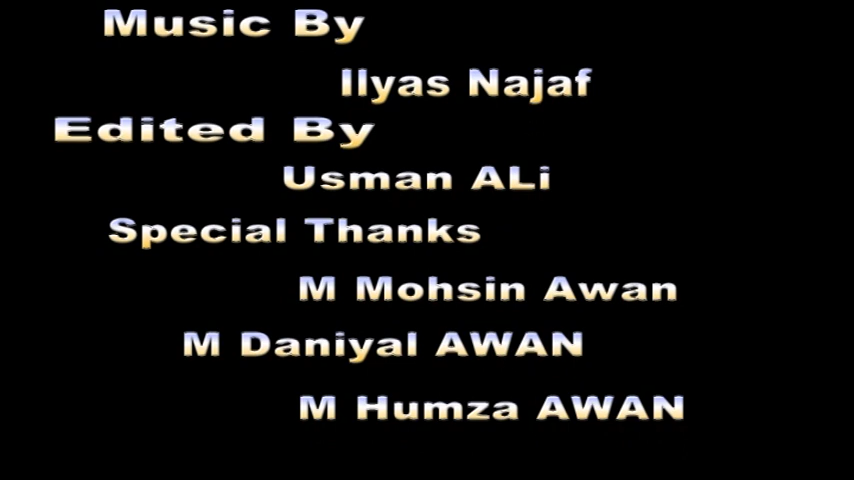 Music By
Ilyas Najaf
Edited By
Usman ALi
Special Thanks
M Mohsin Awan
M Daniyal AWAN
M Humza AWAN